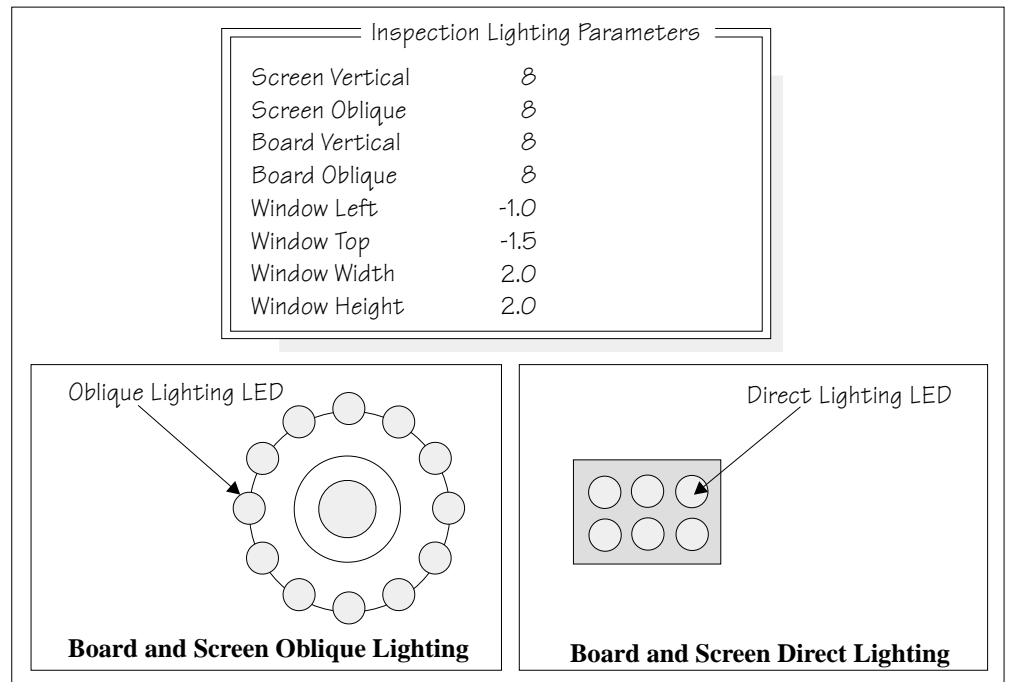 Inspection Lighting Parameters
Screen Vertical 8
Screen Oblique 8
Board Vertical 8
Board Oblique 8
Window Left -1.0
Window Top -1.5
Window Width 2.0
Window Height 2.0
Oblique Lighting LED
Board and Screen Oblique Lighting
Direct Lighting LED
Board and Screen Direct Lighting